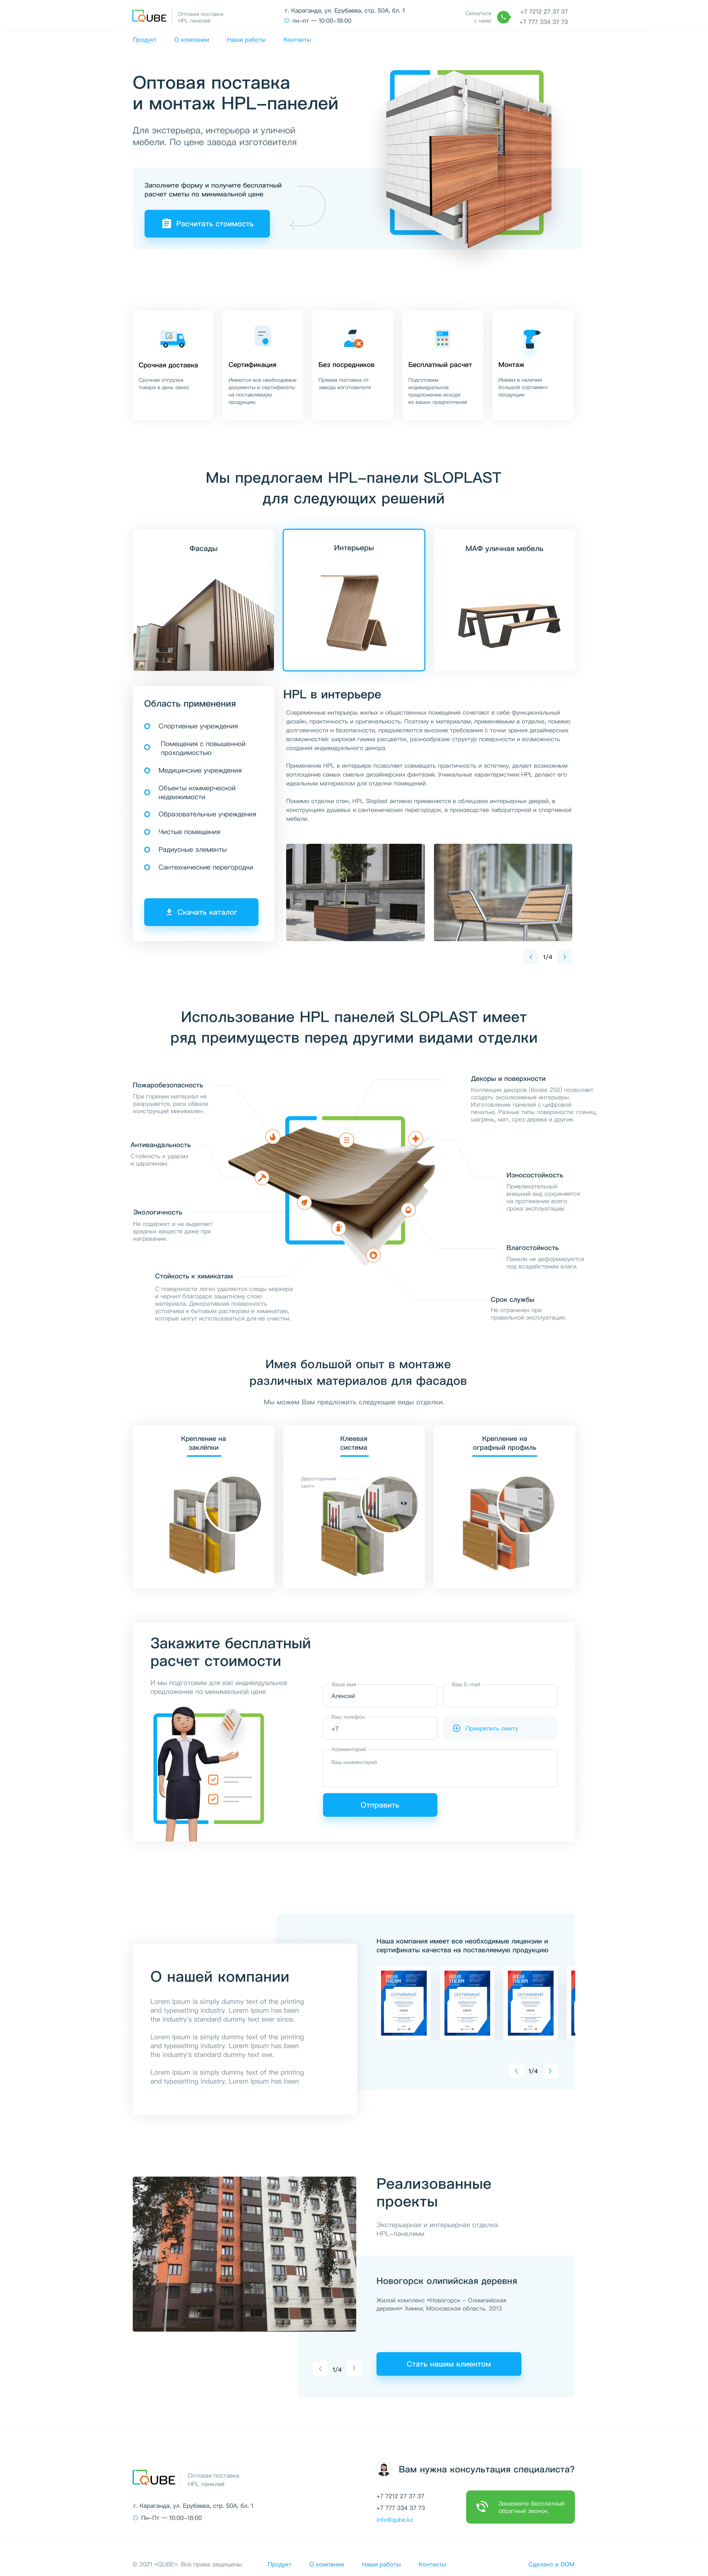 QUBE
Оптовая поставка
HPL панелей
г. Караганда, ул. Ерубаева, стр. 50А, бл. 1
пн-пт — 10:00-18:00
Связаться
с нами
+7 7212 27 37 37
+7 777 334 37 73
Продукт
О компании
Наши работы
Контакты
Оптовая поставка
и монтаж HPL-панелей
Для экстерьера, интерьера и уличной
мебели. По цене завода изготовителя
Заполните форму и получите бесплатный
расчет сметы по минимальной цене
Расчитать стоимость
Срочная доставка
Срочная отгрузка
товара в день заказ
Сертификация
Имеются все необходимые
документы и сертификаты
на поставляемую
продукцию
Без посредников
Прямая поставка от
завода изготовителя
Бесплатный расчет
Подготовим
индивидуальное
предложение исходя
из ваших предпочтений
Монтаж
Имеем в наличии
большой сортамент
продукции
Мы предлогаем HPL-панели SLOPLAST
для следующих решений
Фасады
Интерьеры
МАФ уличная мебель
Область применения
Спортивные учреждения
Помещения с повышенной
проходимостью
Медицинские учреждения
Объекты коммерческой
недвижимости
Образовательные учреждения
Чистые помещения
Радиусные элементы
Сантехнические перегородки
Скачать каталог
HPL в интерьере
Современные интерьеры жилых и общественных помещений сочетают в себе функциональный
дизайн, практичность и оригинальность. Поэтому к материалам, применяемым в отделке, помимо
долговечности и безопасности, предъявляются высокие требования с точки зрения дизайнерских
возможностей: широкая гамма расцветок, разнообразие структур поверхности и возможность
создания индивидуального декора.
Применение HPL в интерьере позволяет совмещать практичность и эстетику, делает возможным
воплощение самых смелых дизайнерских фантазий. Уникальные характеристики HPL делают его
идеальным материалом для отделки помещений.
Помимо отделки стен, HPL Sloplast активно применяется в облицовке интерьерных дверей, в
конструкциях душевых и сантехнических перегородок, в производстве лабораторной и спортивной
мебели.
1/4
Использование HPL панелей SLOPLAST имеет
ряд преимуществ перед другими видами отделки
Пожаробезопасность
При горении материал не
разрушается, риск обвала
конструкций минимален.
Декоры и поверхности
Коллекция декоров (более 250) позволяет
создать эксклюзивные интерьеры.
Изготовление панелей с цифровой
печатью. Разные типы поверхности: глянец,
шагрень, мат, срез дерева и другие.
Антивандальность
Стойкость к ударам
и царапинам.
Износостойкость
Привлекательный
внешний вид сохраняется
на протяжении всего
срока эксплуатации.
Экологичность
Не содержит и не выделяет
вредных веществ даже при
нагревании.
Влагостойкость
Панели не деформируются
под воздействием влаги.
Стойкость к химикатам
С поверхности легко удаляются следы маркера
и чернил благодаря защитному слою
материала. Декоративная поверхность
устойчива к бытовым растворам и химикатам,
которые могут использоваться для ее очистки.
Срок службы
Не ограничен при
правильной эксплуатации.
Имея большой опыт в монтаже
различных материалов для фасадов
Мы можем Вам предложить следующие виды отделки.
Крепление на
заклёпки
Клеевая
система
Двухсторонний
скотч
Крепление на
ографный профиль
Закажите бесплатный
расчет стоимости
И мы подготовим для вас индивидуальное
предложение по минимальной цене
Ваше имя
Алексей
Ваш E-mail
Ваш телефон
+7
Прикрепить смету
Комментарий
Ваш комментарий
Отправить
Наша компания имеет все необходимые лицензии и
сертификаты качества на поставляемую продукцию
О нашей компании
Lorem Ipsum is simply dummy text of the printing
and typesetting industry. Lorem Ipsum has been
the industry's standard dummy text ever since.
Lorem Ipsum is simply dummy text of the printing
and typesetting industry. Lorem Ipsum has been
the industry's standard dummy text eve.
Lorem Ipsum is simply dummy text of the printing
and typesetting industry. Lorem Ipsum has been
AQUA THERM
СЕРТИФИКАТ
AQUA THERM
СЕРТИФИКАТ
AQUA THERM
СЕРТИФИКАТ
1/4
Реализованные
проекты
Экстерьерная и интерьерная отделка
HPL-панелями
Новогорск олипийская деревня
Жилой комплекс «Новогорск - Олимпийская
деревня» Химки, Московская область. 2013
1/4
Стать нашим клиентом
QUBE
Оптовая поставка
HPL панелей
Вам нужна консультация специалиста?
г. Караганда, ул. Ерубаева, стр. 50А, бл. 1
Пн-Пт — 10:00-18:00
+7 7212 27 37 37
+7 777 334 37 73
info@qube.kz
Закажите бесплатный
обратный звонок.
© 2021 «QUBE». Все права защищены.
Продукт
О компании
Наши работы
Контакты
Сделано в DOM